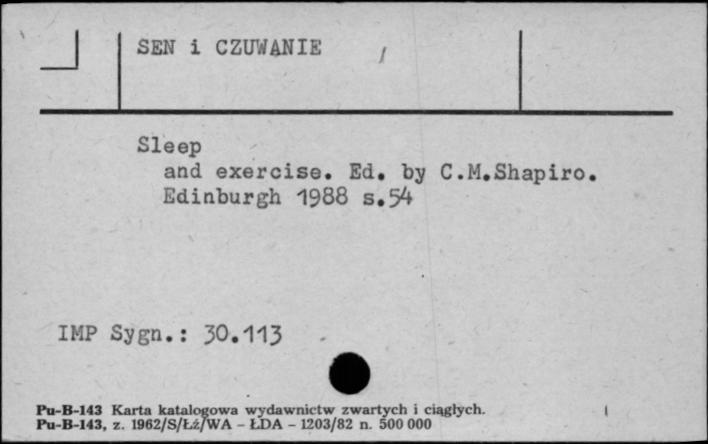 SEN i CZUWANIE
Sleep
and exercise. Ed. by C.M.Shapiro.
Edinburgh 1988 s.54
IMP Sygn.: 30.113
Pu-B-143 Karta katalogowa wydawnictw zwartych i ciągłych.
Pu-B-143, z. 1962/S/Łż/WA - ŁDA - 1203/82 n. 500 000